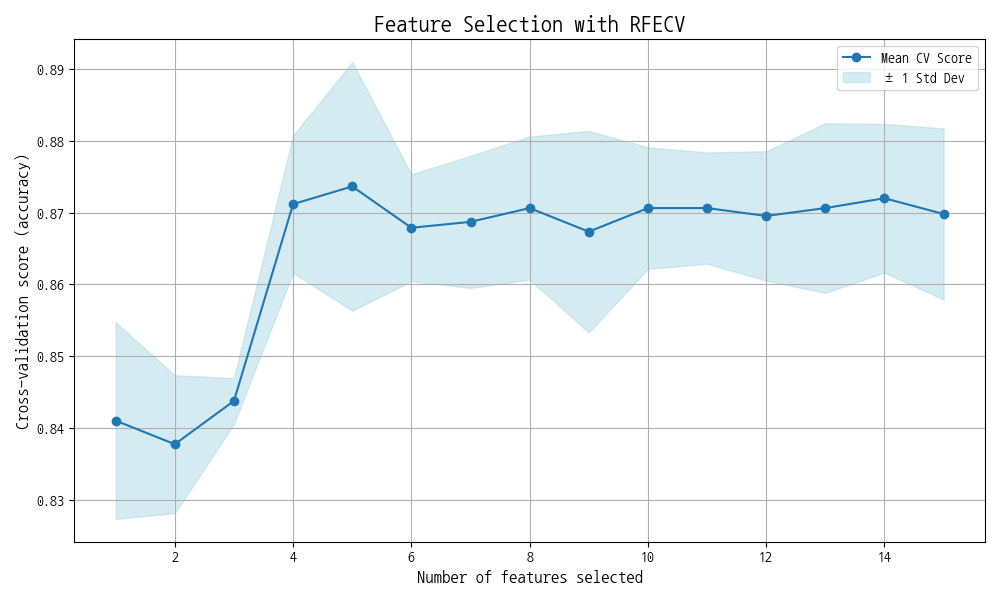 Feature Selection with RFECV
Mean CV Score
± 1 Std Dev
Cross-validation score (accuracy)
0.89
0.88
0.87
0.86
0.85
0.84
0.83
2 4 6 8 10 12 14
Number of features selected